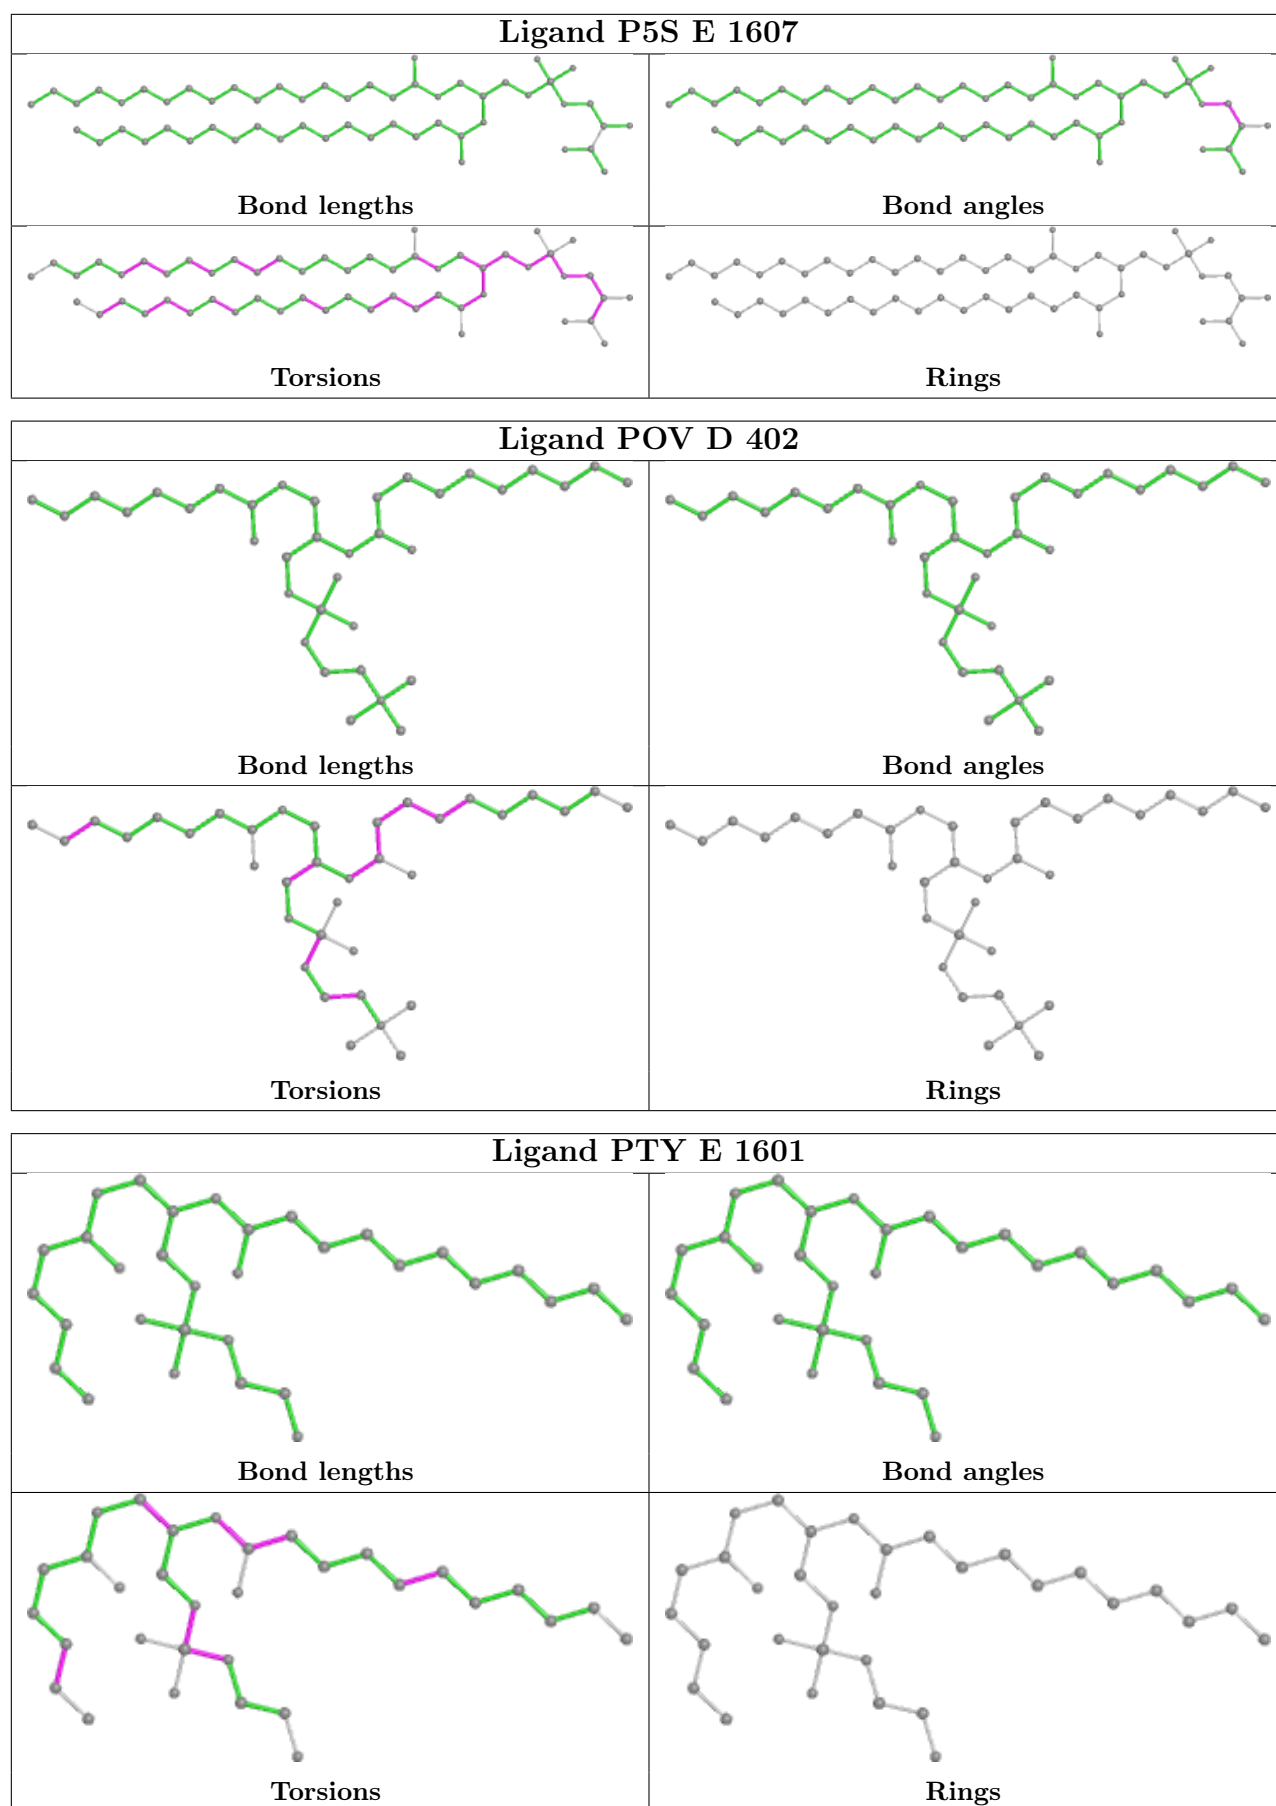 Ligand P5S E 1607
Bond lengths
Bond angles
Torsions
Rings
Ligand POV D 402
Bond lengths
Bond angles
Torsions
Rings
Ligand PTY E 1601
Bond lengths
Bond angles
Torsions
Rings